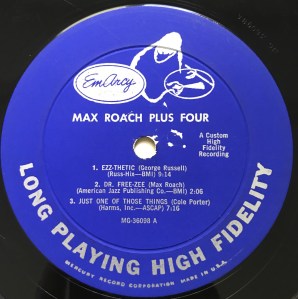 EmArcy
MAX ROACH PLUS FOUR
A Custom
High
Fidelity
Recording
1. EZZ-THETIC (George Russell)
(Russ-Hix—BMI) 9:14
2. DR. FREE-ZEE (Max Roach)
(American Jazz Publishing Co.—BMI) 2:06
3. JUST ONE OF THOSE THINGS (Cole Porter)
(Harms, Inc.—ASCAP) 7:16
MG-36098 A
LONG PLAYING HIGH FIDELITY
MERCURY RECORD CORPORATION MADE IN U.S.A.